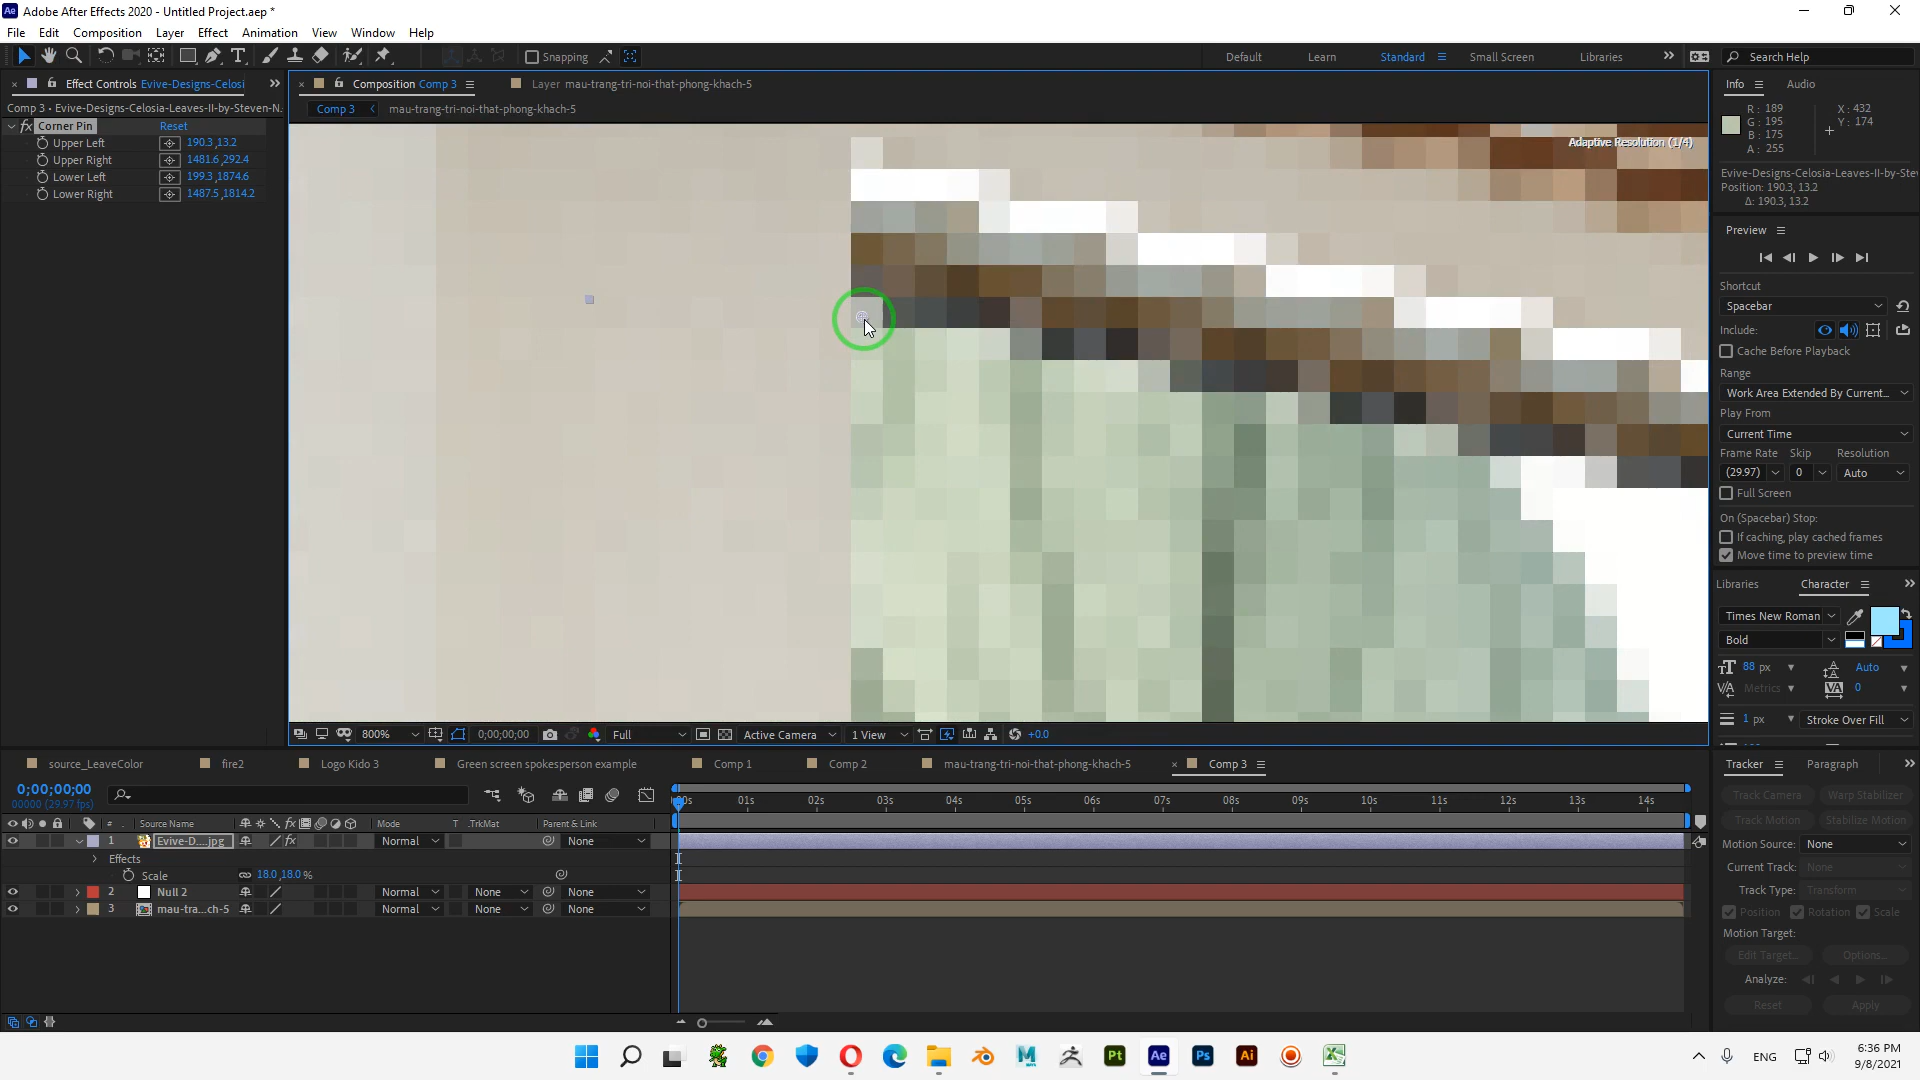 Adobe After Effects 2020 - Untitled Project.aep *
File Edit Composition Layer Effect Animation View Window Help
Snapping
Default Learn Standard Small Screen Libraries Search Help
Effect Controls Evive-Designs-Celosi
Composition Comp 3
Layer mau-trang-tri-noi-that-phong-khach-5
Info Audio
Comp 3 • Evive-Designs-Celosia-Leaves-II-by-Steven-N.
Comp 3 mau-trang-tri-noi-that-phong-khach-5
fx Corner Pin Reset
Upper Left 190.3,13.2
Upper Right 1481.6,292.4
Lower Left 199.3,1874.6
Lower Right 1487.5,1814.2
Adaptive Resolution (1/4)
R: 189
G: 195
B: 175
A: 255
X: 432
Y: 174
Evive-Designs-Celosia-Leaves-II-by-Stev
Position: 190.3, 13.2
Δ: 190.3, 13.2
Preview
Shortcut
Spacebar
Include:
Cache Before Playback
Range
Work Area Extended By Current...
Play From
Current Time
Frame Rate Skip Resolution
(29.97) 0 Auto
Full Screen
On (Spacebar) Stop:
If caching, play cached frames
Move time to preview time
Libraries Character
Times New Roman
Bold
88 px Auto
Metrics 0
1 px Stroke Over Fill
800% 0;00;00;00 Full Active Camera 1 View +0.0
source_LeaveColor fire2 Logo Kido 3 Green screen spokesperson example Comp 1 Comp 2 mau-trang-tri-noi-that-phong-khach-5 Comp 3
0;00;00;00
00000 (29.97 fps)
:00s 01s 02s 03s 04s 05s 06s 07s 08s 09s 10s 11s 12s 13s 14s
# Source Name fx Mode T .TrkMat Parent & Link
1 Evive-D....jpg fx Normal None
Effects
Scale 18.0,18.0%
2 Null 2 Normal None None
3 mau-tra...ch-5 Normal None None
Tracker Paragraph
Track Camera Warp Stabilizer
Track Motion Stabilize Motion
Motion Source: None
Current Track: None
Track Type: Transform
Position Rotation Scale
Motion Target:
Edit Target... Options...
Analyze:
Reset Apply
Pt Ae Ps Ai
ENG
6:36 PM
9/8/2021